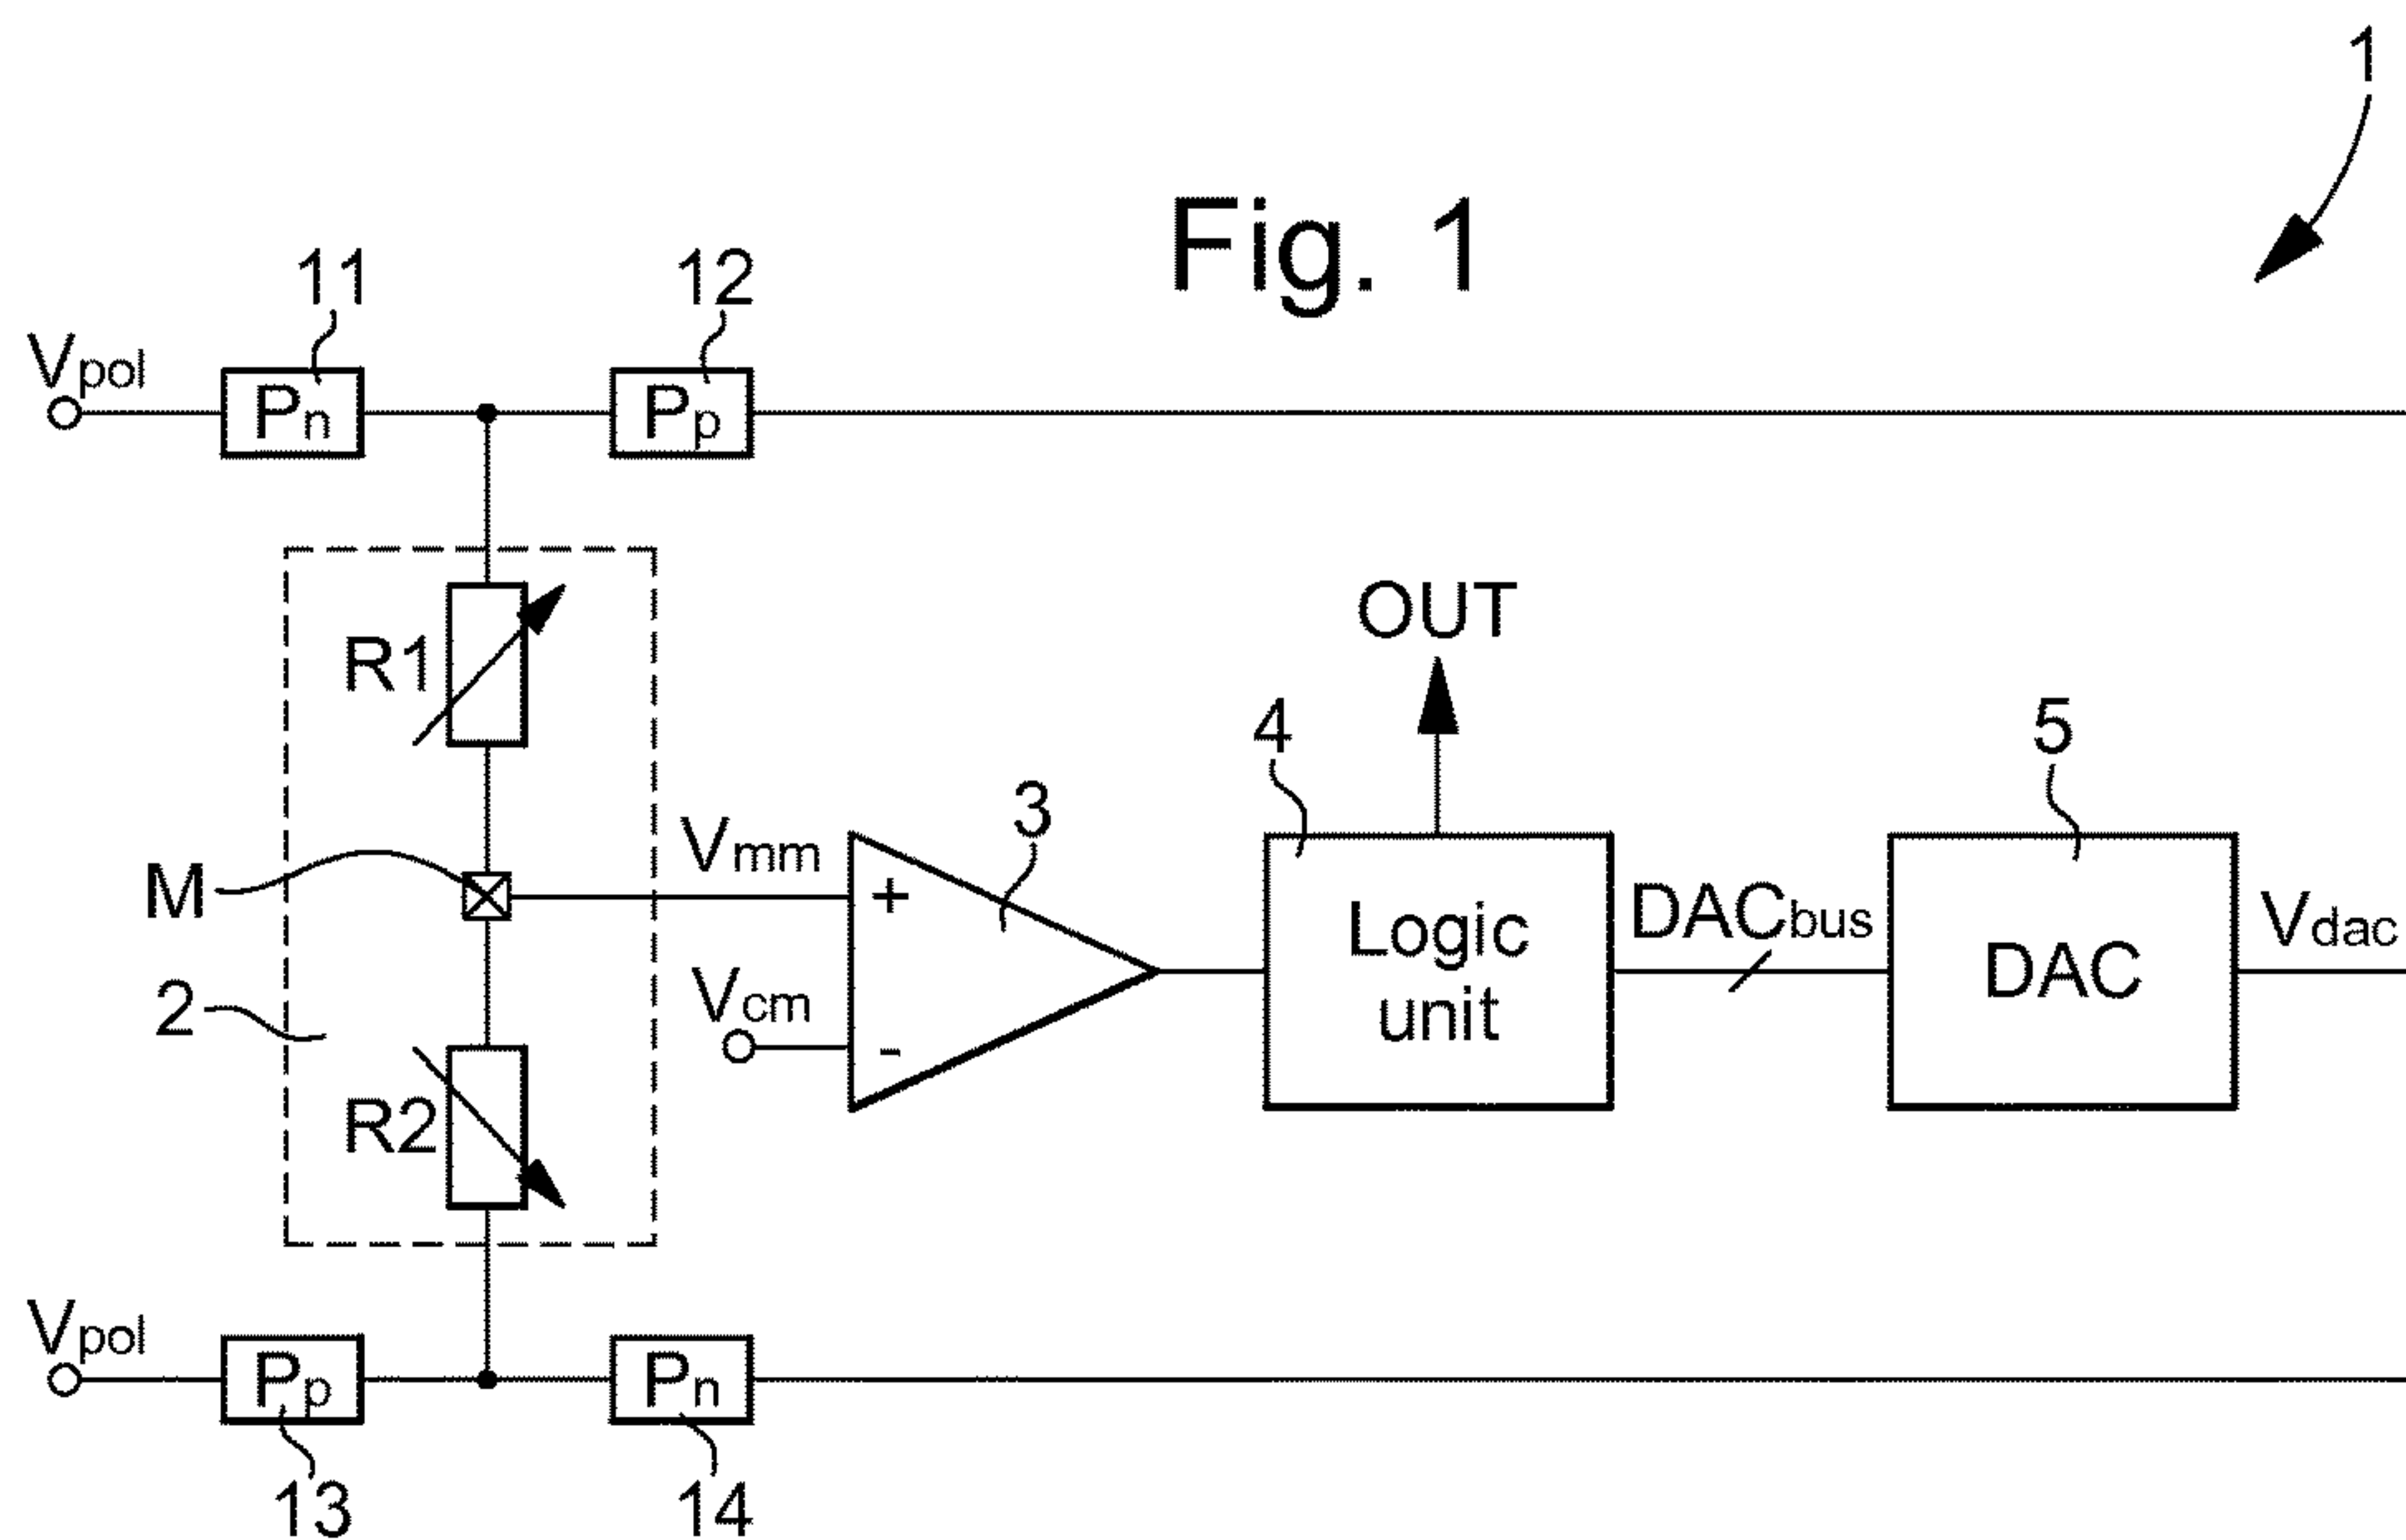 1
Fig. 1
11
12
Vpol
Pn
Pp
R1
OUT
4
5
3
Vmm
+
M
Logic
unit
DACbus
DAC
Vdac
2
Vcm
-
R2
Vpol
Pp
Pn
13
14